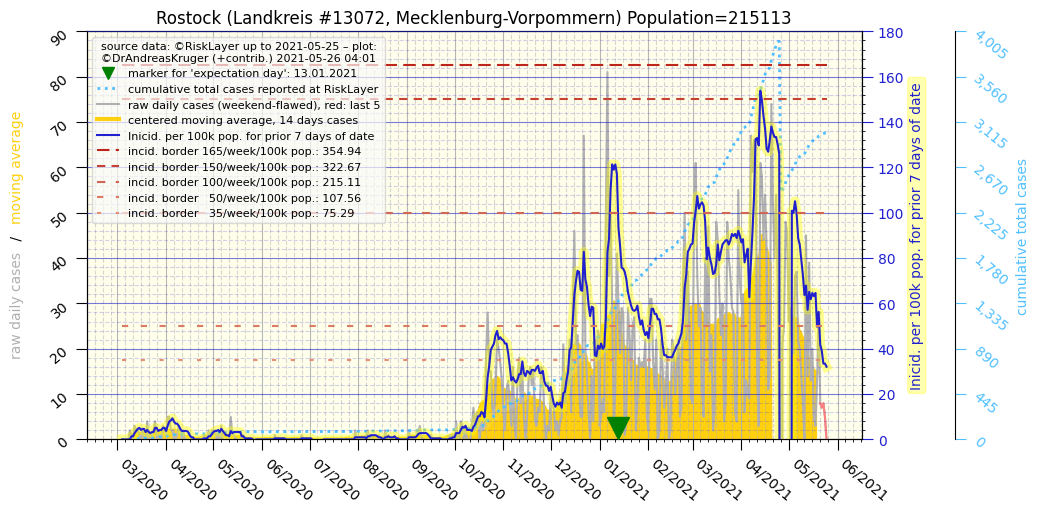 Rostock (Landkreis #13072, Mecklenburg-Vorpommern) Population=215113
source data: ©RiskLayer up to 2021-05-25 – plot:
©DrAndreasKruger (+contrib.) 2021-05-26 04:01
marker for 'expectation day': 13.01.2021
cumulative total cases reported at RiskLayer
raw daily cases (weekend-flawed), red: last 5
centered moving average, 14 days cases
Inicid. per 100k pop. for prior 7 days of date
incid. border 165/week/100k pop.: 354.94
incid. border 150/week/100k pop.: 322.67
incid. border 100/week/100k pop.: 215.11
incid. border   50/week/100k pop.: 107.56
incid. border   35/week/100k pop.: 75.29
raw daily cases  /  moving average
90
80
70
60
50
40
30
20
10
0
180
160
140
120
100
80
60
40
20
0
Inicid. per 100k pop. for prior 7 days of date
4,005
3,560
3,115
2,670
2,225
1,780
1,335
890
445
0
cumulative total cases
03/2020
04/2020
05/2020
06/2020
07/2020
08/2020
09/2020
10/2020
11/2020
12/2020
01/2021
02/2021
03/2021
04/2021
05/2021
06/2021